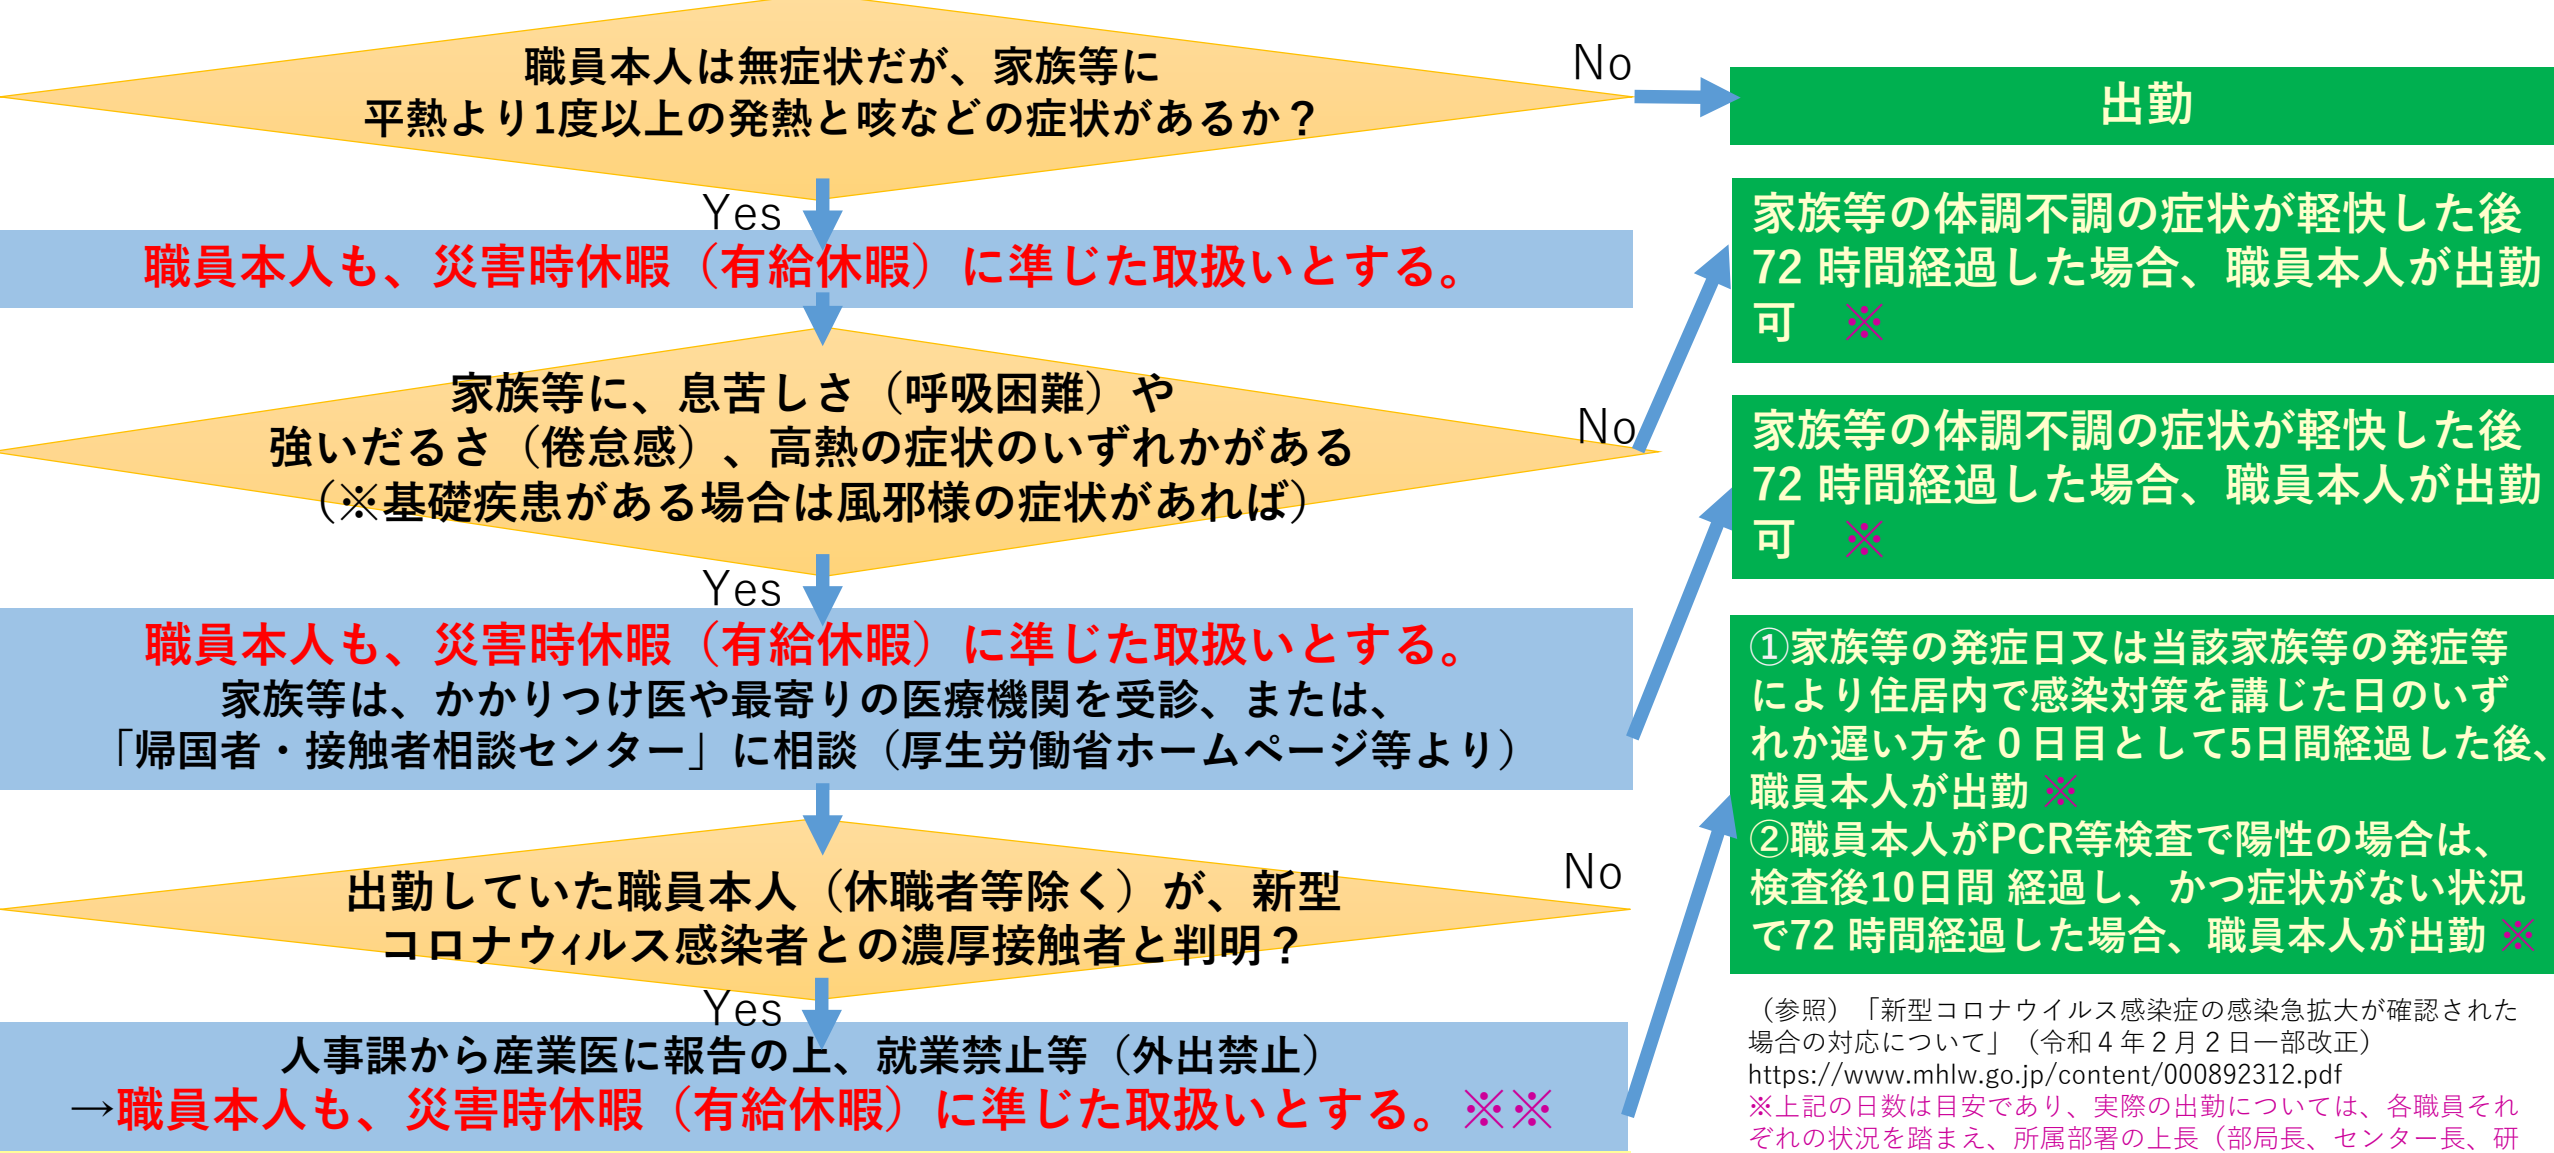 職員本人は無症状だが、家族等に
平熱より1度以上の発熱と咳などの症状があるか？
No
出勤
Yes
職員本人も、災害時休暇（有給休暇）に準じた取扱いとする。
家族等の体調不調の症状が軽快した後
72 時間経過した場合、職員本人が出勤
可　※
家族等に、息苦しさ（呼吸困難）や
強いだるさ（倦怠感）、高熱の症状のいずれかがある
（※基礎疾患がある場合は風邪様の症状があれば）
No
家族等の体調不調の症状が軽快した後
72 時間経過した場合、職員本人が出勤
可　※
Yes
職員本人も、災害時休暇（有給休暇）に準じた取扱いとする。
家族等は、かかりつけ医や最寄りの医療機関を受診、または、
「帰国者・接触者相談センター」に相談（厚生労働省ホームページ等より）
①家族等の発症日又は当該家族等の発症等
により住居内で感染対策を講じた日のいず
れか遅い方を０日目として5日間経過した後、
職員本人が出勤 ※
②職員本人がPCR等検査で陽性の場合は、
検査後10日間 経過し、かつ症状がない状況
で72 時間経過した場合、職員本人が出勤 ※
出勤していた職員本人（休職者等除く）が、新型
コロナウィルス感染者との濃厚接触者と判明？
No
Yes
人事課から産業医に報告の上、就業禁止等（外出禁止）
→職員本人も、災害時休暇（有給休暇）に準じた取扱いとする。※※
（参照）「新型コロナウイルス感染症の感染急拡大が確認された
場合の対応について」（令和４年２月２日一部改正）
https://www.mhlw.go.jp/content/000892312.pdf
※上記の日数は目安であり、実際の出勤については、各職員それ
ぞれの状況を踏まえ、所属部署の上長（部局長、センター長、研